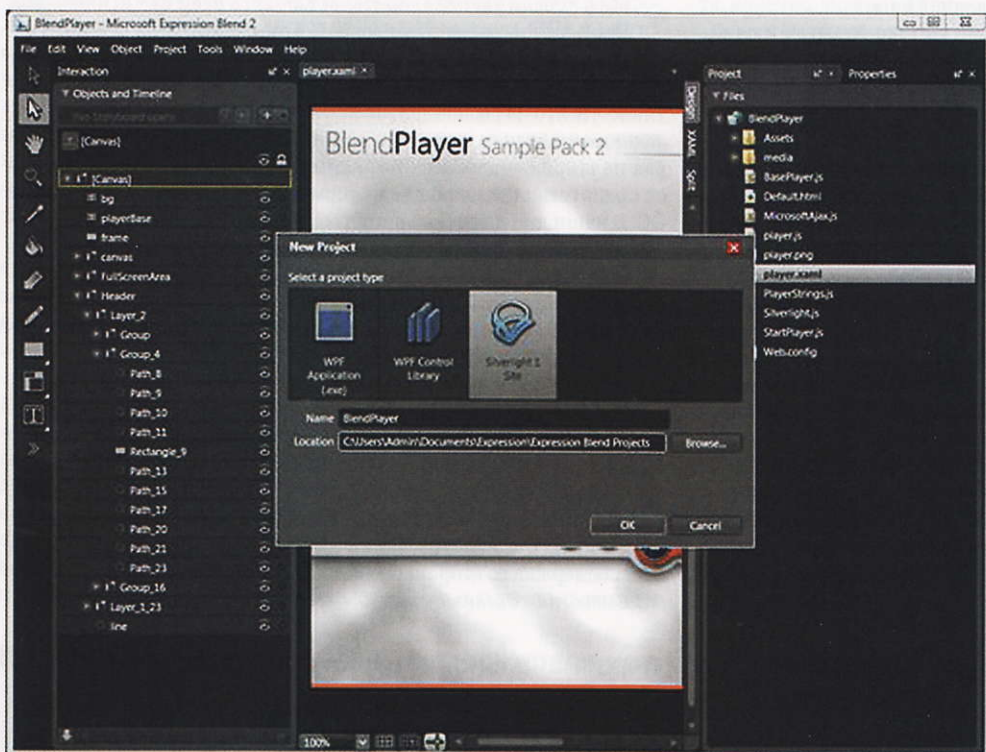 BlendPlayer - Microsoft Expression Blend 2
File Edit View Object Project Tools Window Help
Interaction
Objects and Timeline
(No Storyboard open)
[Canvas]
[Canvas]
bg
playerBase
frame
canvas
FullScreenArea
Header
Layer_2
Group
Group_4
Path_8
Path_9
Path_10
Path_11
Rectangle_9
Path_13
Path_15
Path_17
Path_20
Path_21
Path_23
Group_16
Layer_1_23
line
player.xaml
Design
XAML
Split
BlendPlayer Sample Pack 2
New Project
Select a project type
WPF
Application
(.exe)
WPF Control
Library
Silverlight 1
Site
Name BlendPlayer
Location C:\Users\Admin\Documents\Expression\Expression Blend Projects Browse...
OK Cancel
100%
Project Properties
Files
BlendPlayer
Assets
media
BasePlayer.js
Default.html
MicrosoftAjax.js
player.js
player.png
player.xaml
PlayerStrings.js
Silverlight.js
StartPlayer.js
Web.config